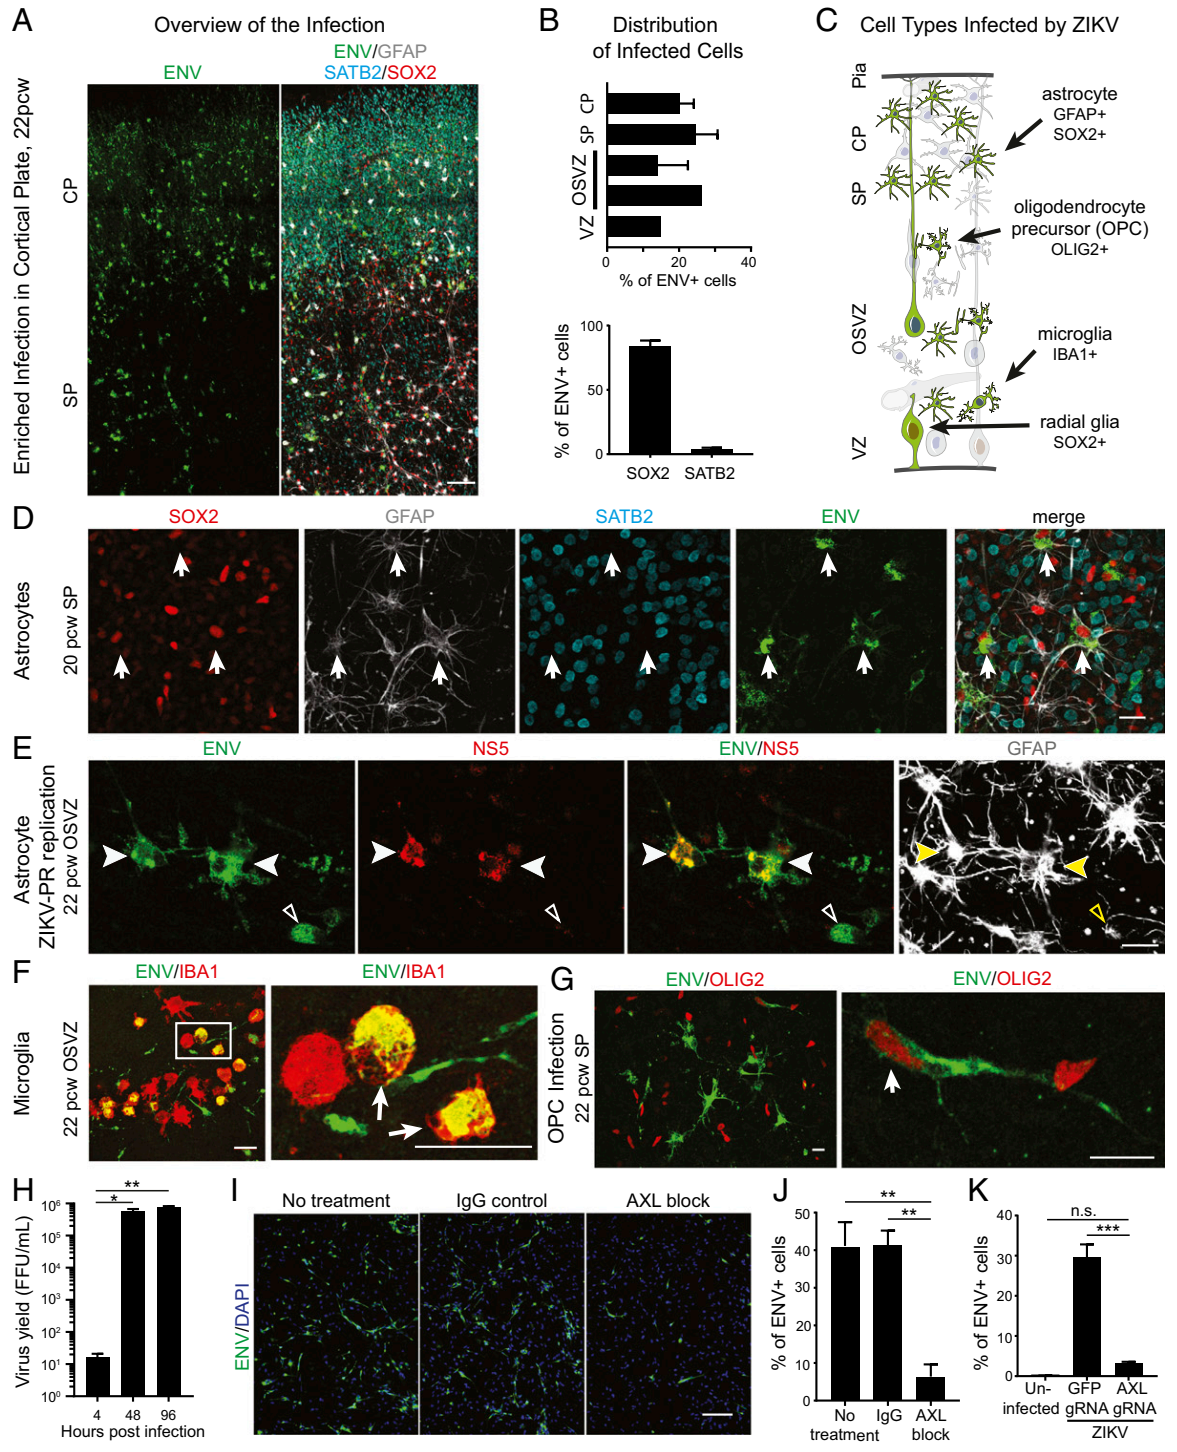 A
Overview of the Infection
ENV
ENV/GFAP
SATB2/SOX2
Enriched Infection in Cortical Plate, 22pcw
CP
SP
B
Distribution
of Infected Cells
CP
SP
OSVZ
VZ
0
20
40
% of ENV+ cells
% of ENV+ cells
100
50
0
SOX2
SATB2
C
Cell Types Infected by ZIKV
Pia
CP
SP
OSVZ
VZ
astrocyte
GFAP+
SOX2+
oligodendrocyte
precursor (OPC)
OLIG2+
microglia
IBA1+
radial glia
SOX2+
D
SOX2
GFAP
SATB2
ENV
merge
Astrocytes
20 pcw SP
E
ENV
NS5
ENV/NS5
GFAP
Astrocyte
ZIKV-PR replication
22 pcw OSVZ
F
ENV/IBA1
ENV/IBA1
Microglia
22 pcw OSVZ
G
ENV/OLIG2
ENV/OLIG2
OPC Infection
22 pcw SP
H
Virus yield (FFU/mL)
10⁶
10⁵
10⁴
10³
10²
10¹
10⁰
*
**
4
48
96
Hours post infection
I
No treatment
IgG control
AXL block
ENV/DAPI
J
% of ENV+ cells
50
40
30
20
10
0
**
**
No
treatment
IgG
AXL
block
K
% of ENV+ cells
40
30
20
10
0
n.s.
***
Un-
infected
GFP
gRNA
AXL
gRNA
ZIKV